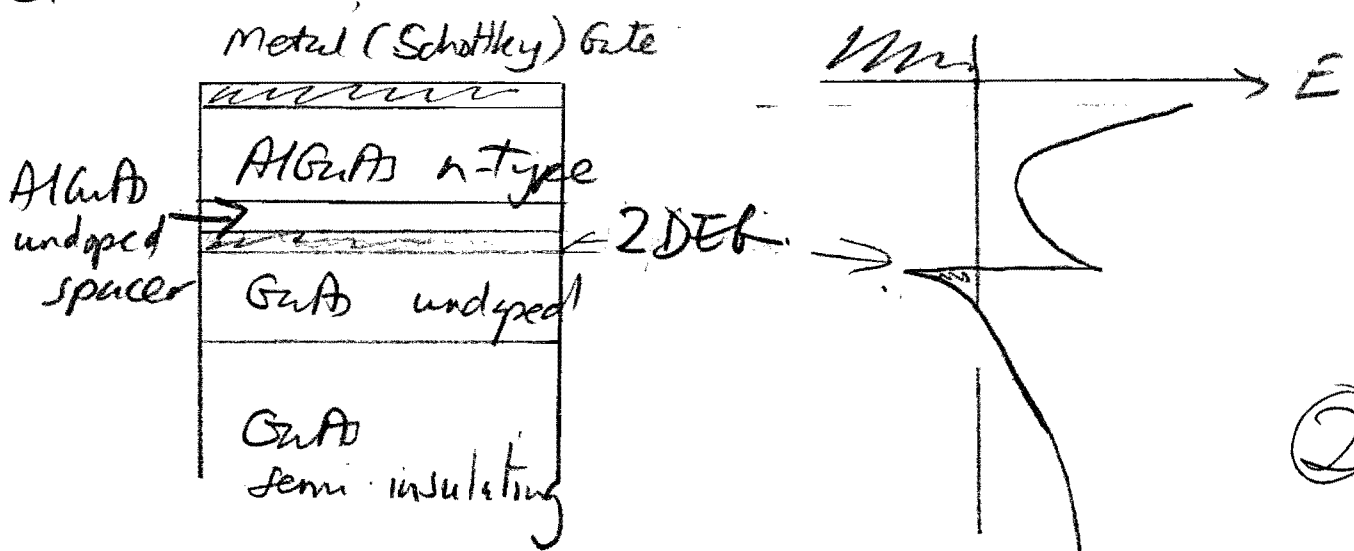 Metal (Schottky) Gate
E
AlGaAs n-type
AlGaAs
undoped
spacer
2DEG
GaAs undoped
GaAs
semi-insulating
2